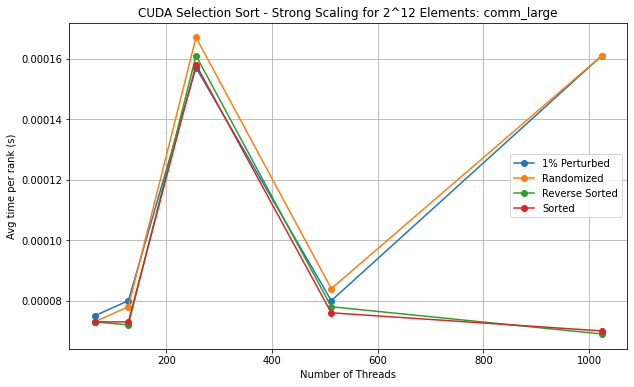 CUDA Selection Sort - Strong Scaling for 2^12 Elements: comm_large
Avg time per rank (s)
0.00016
0.00014
0.00012
0.00010
0.00008
1% Perturbed
Randomized
Reverse Sorted
Sorted
200 400 600 800 1000
Number of Threads